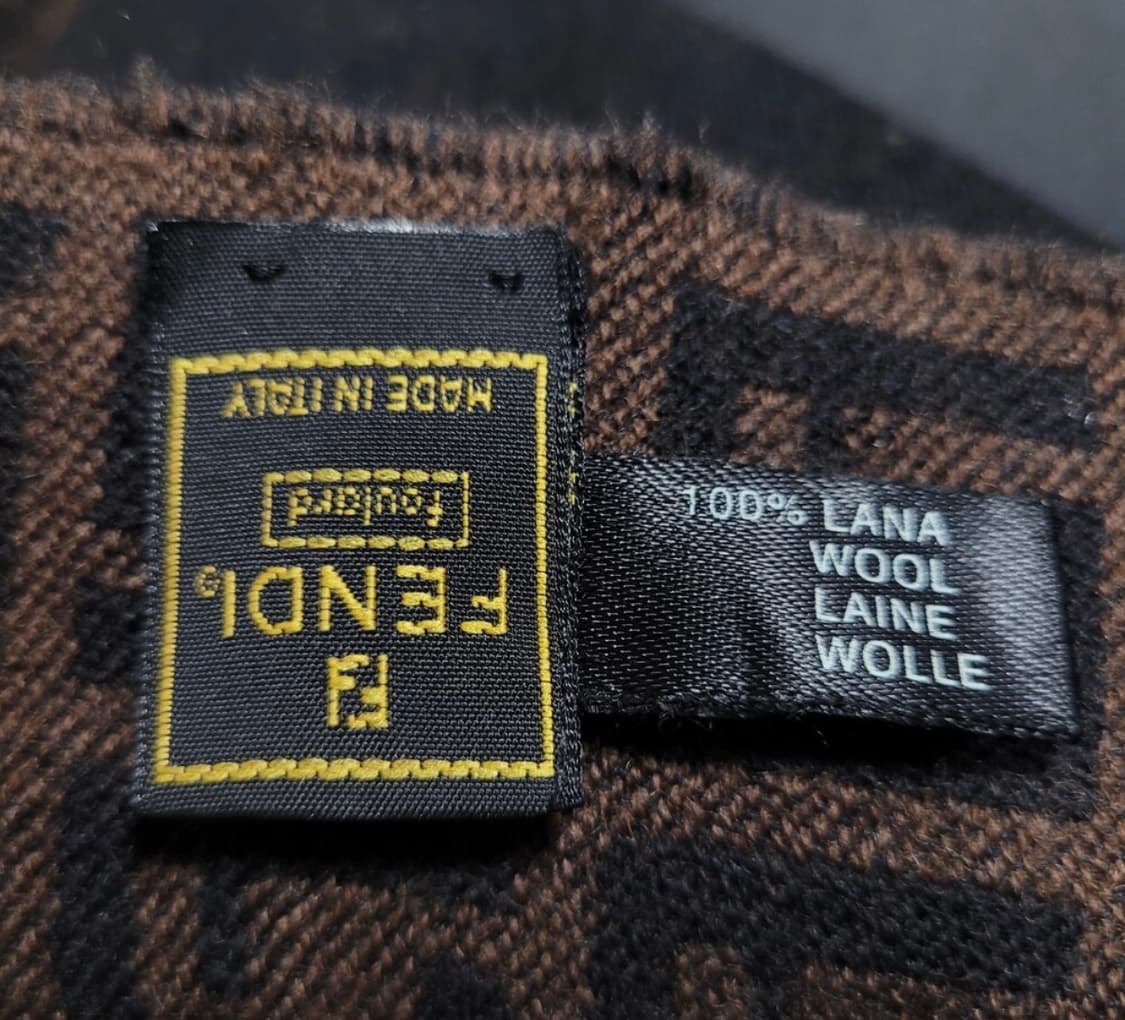 FF
FENDI®
Foulard
MADE IN ITALY
100% LANA
WOOL
LAINE
WOLLE